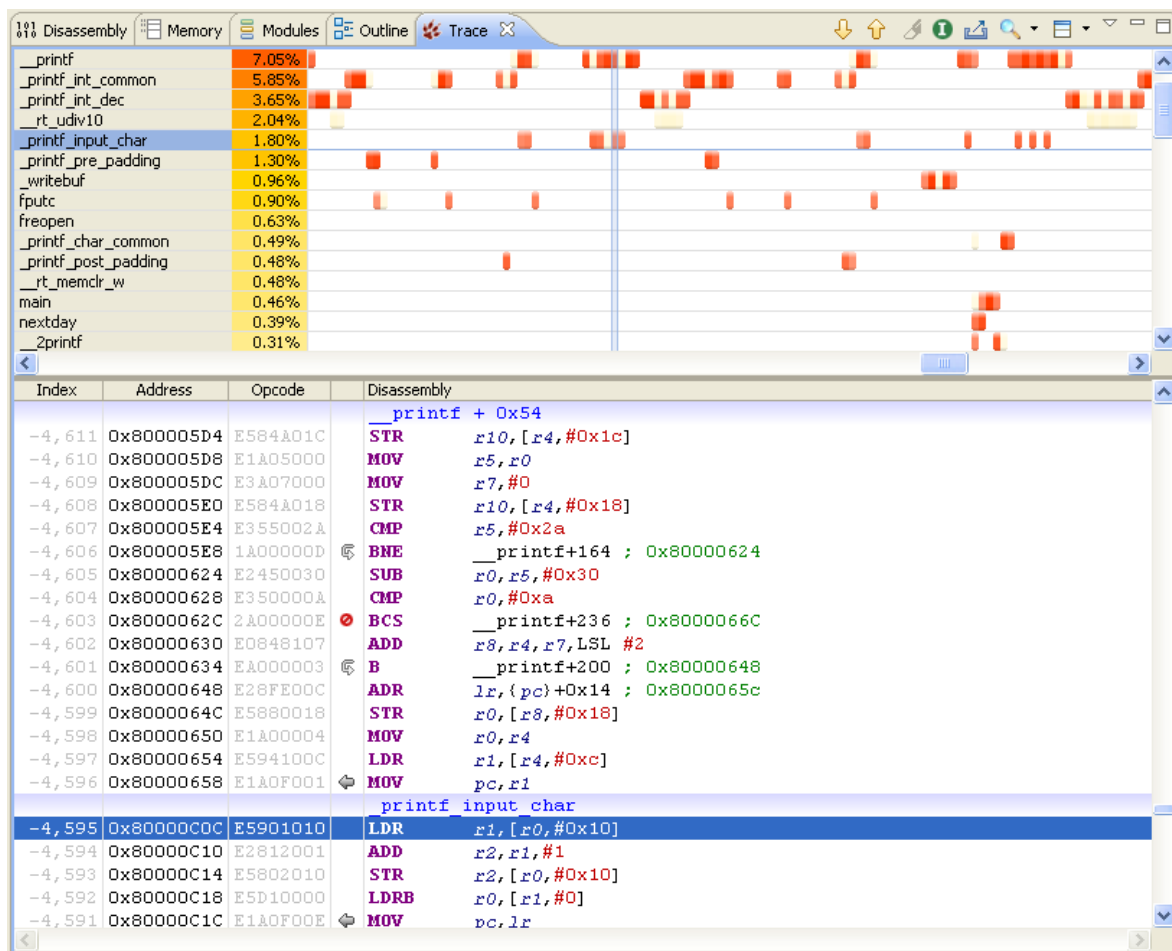 Disassembly Memory Modules Outline Trace
__printf 7.05%
_printf_int_common 5.85%
_printf_int_dec 3.65%
__rt_udiv10 2.04%
_printf_input_char 1.80%
_printf_pre_padding 1.30%
_writebuf 0.96%
fputc 0.90%
freopen 0.63%
_printf_char_common 0.49%
_printf_post_padding 0.48%
__rt_memclr_w 0.48%
main 0.46%
nextday 0.39%
__2printf 0.31%
Index Address Opcode Disassembly
__printf + 0x54
-4,611 0x800005D4 E584A01C STR r10,[r4,#0x1c]
-4,610 0x800005D8 E1A05000 MOV r5,r0
-4,609 0x800005DC E3A07000 MOV r7,#0
-4,608 0x800005E0 E584A018 STR r10,[r4,#0x18]
-4,607 0x800005E4 E355002A CMP r5,#0x2a
-4,606 0x800005E8 1A00000D BNE __printf+164 ; 0x80000624
-4,605 0x80000624 E2450030 SUB r0,r5,#0x30
-4,604 0x80000628 E350000A CMP r0,#0xa
-4,603 0x8000062C 2A00000E BCS __printf+236 ; 0x8000066C
-4,602 0x80000630 E0848107 ADD r8,r4,r7,LSL #2
-4,601 0x80000634 EA000003 B __printf+200 ; 0x80000648
-4,600 0x80000648 E28FE00C ADR lr,{pc}+0x14 ; 0x8000065c
-4,599 0x8000064C E5880018 STR r0,[r8,#0x18]
-4,598 0x80000650 E1A00004 MOV r0,r4
-4,597 0x80000654 E594100C LDR r1,[r4,#0xc]
-4,596 0x80000658 E1A0F001 MOV pc,r1
_printf_input_char
-4,595 0x80000C0C E5901010 LDR r1,[r0,#0x10]
-4,594 0x80000C10 E2812001 ADD r2,r1,#1
-4,593 0x80000C14 E5802010 STR r2,[r0,#0x10]
-4,592 0x80000C18 E5D10000 LDRB r0,[r1,#0]
-4,591 0x80000C1C E1A0F00E MOV pc,lr